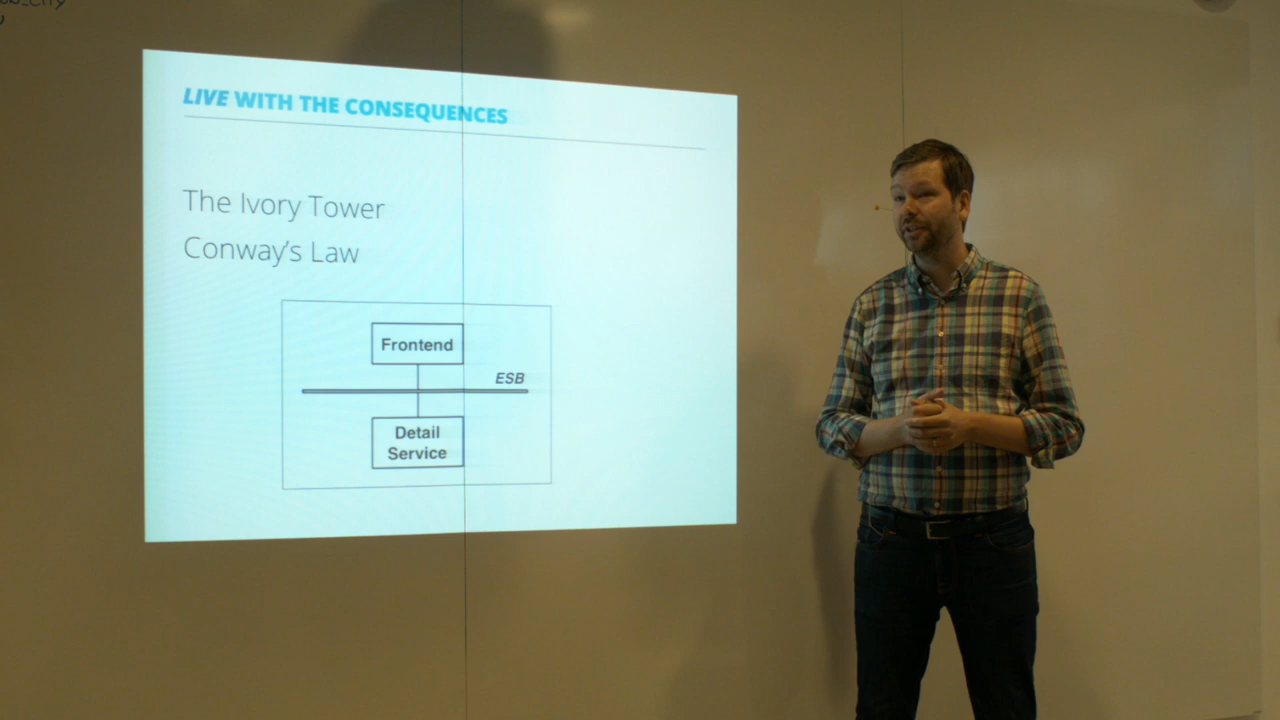 LIVE WITH THE CONSEQUENCES
The Ivory Tower
Conway's Law
Frontend
ESB
Detail
Service